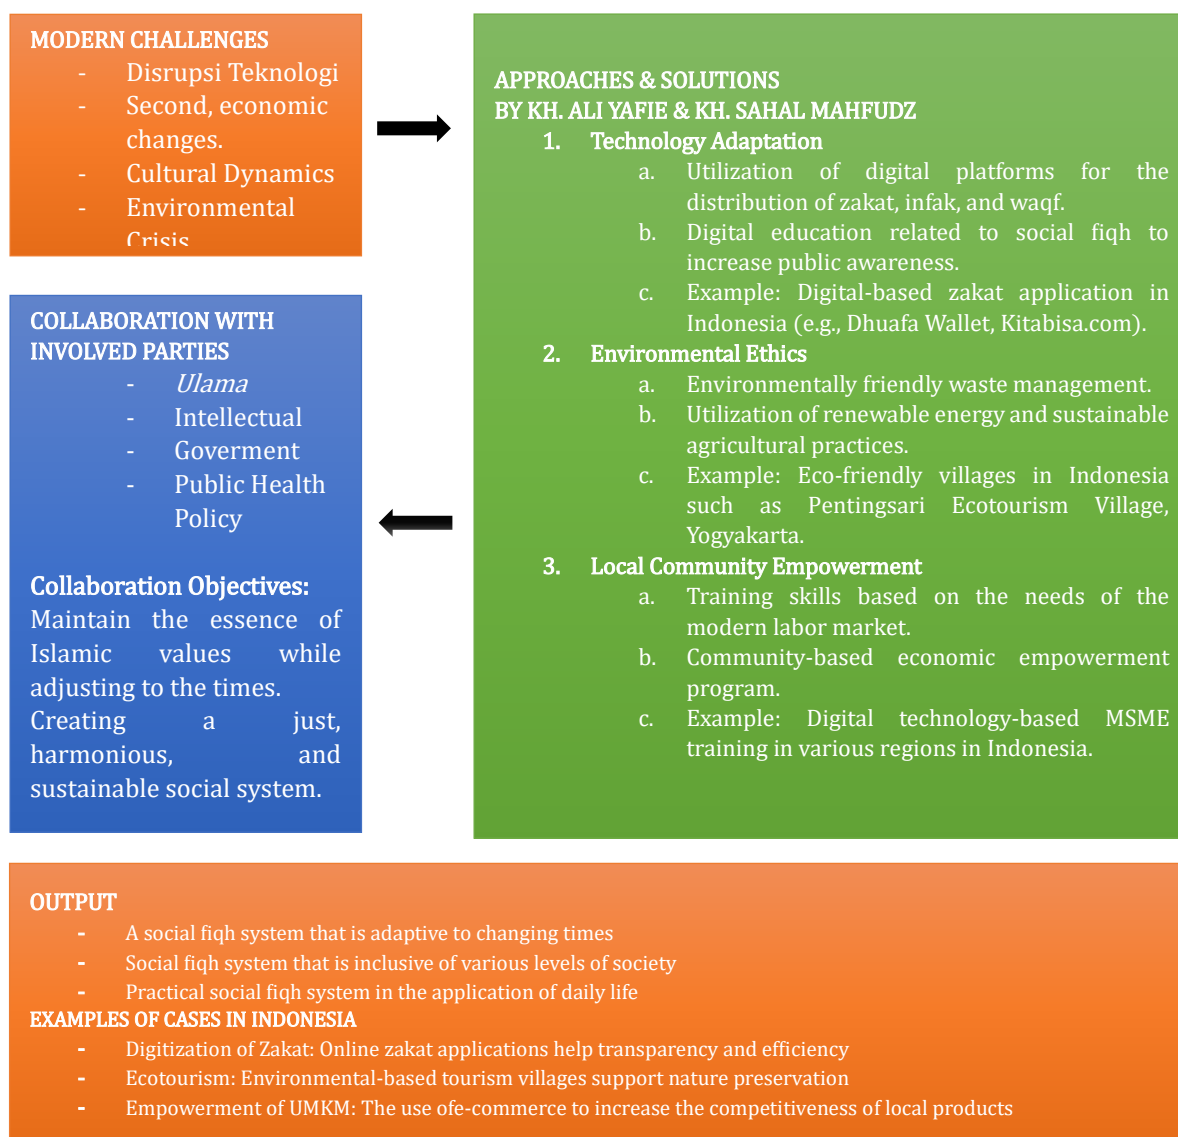 MODERN CHALLENGES
- Disrupsi Teknologi
- Second, economic
changes.
- Cultural Dynamics
- Environmental
Crisis
APPROACHES & SOLUTIONS
BY KH. ALI YAFIE & KH. SAHAL MAHFUDZ
1. Technology Adaptation
a. Utilization of digital platforms for the
distribution of zakat, infak, and waqf.
b. Digital education related to social fiqh to
increase public awareness.
c. Example: Digital-based zakat application in
Indonesia (e.g., Dhuafa Wallet, Kitabisa.com).
2. Environmental Ethics
a. Environmentally friendly waste management.
b. Utilization of renewable energy and sustainable
agricultural practices.
c. Example: Eco-friendly villages in Indonesia
such as Pentingsari Ecotourism Village,
Yogyakarta.
3. Local Community Empowerment
a. Training skills based on the needs of the
modern labor market.
b. Community-based economic empowerment
program.
c. Example: Digital technology-based MSME
training in various regions in Indonesia.
COLLABORATION WITH
INVOLVED PARTIES
- Ulama
- Intellectual
- Goverment
- Public Health
Policy
Collaboration Objectives:
Maintain the essence of
Islamic values while
adjusting to the times.
Creating a just,
harmonious, and
sustainable social system.
OUTPUT
- A social fiqh system that is adaptive to changing times
- Social fiqh system that is inclusive of various levels of society
- Practical social fiqh system in the application of daily life
EXAMPLES OF CASES IN INDONESIA
- Digitization of Zakat: Online zakat applications help transparency and efficiency
- Ecotourism: Environmental-based tourism villages support nature preservation
- Empowerment of UMKM: The use ofe-commerce to increase the competitiveness of local products